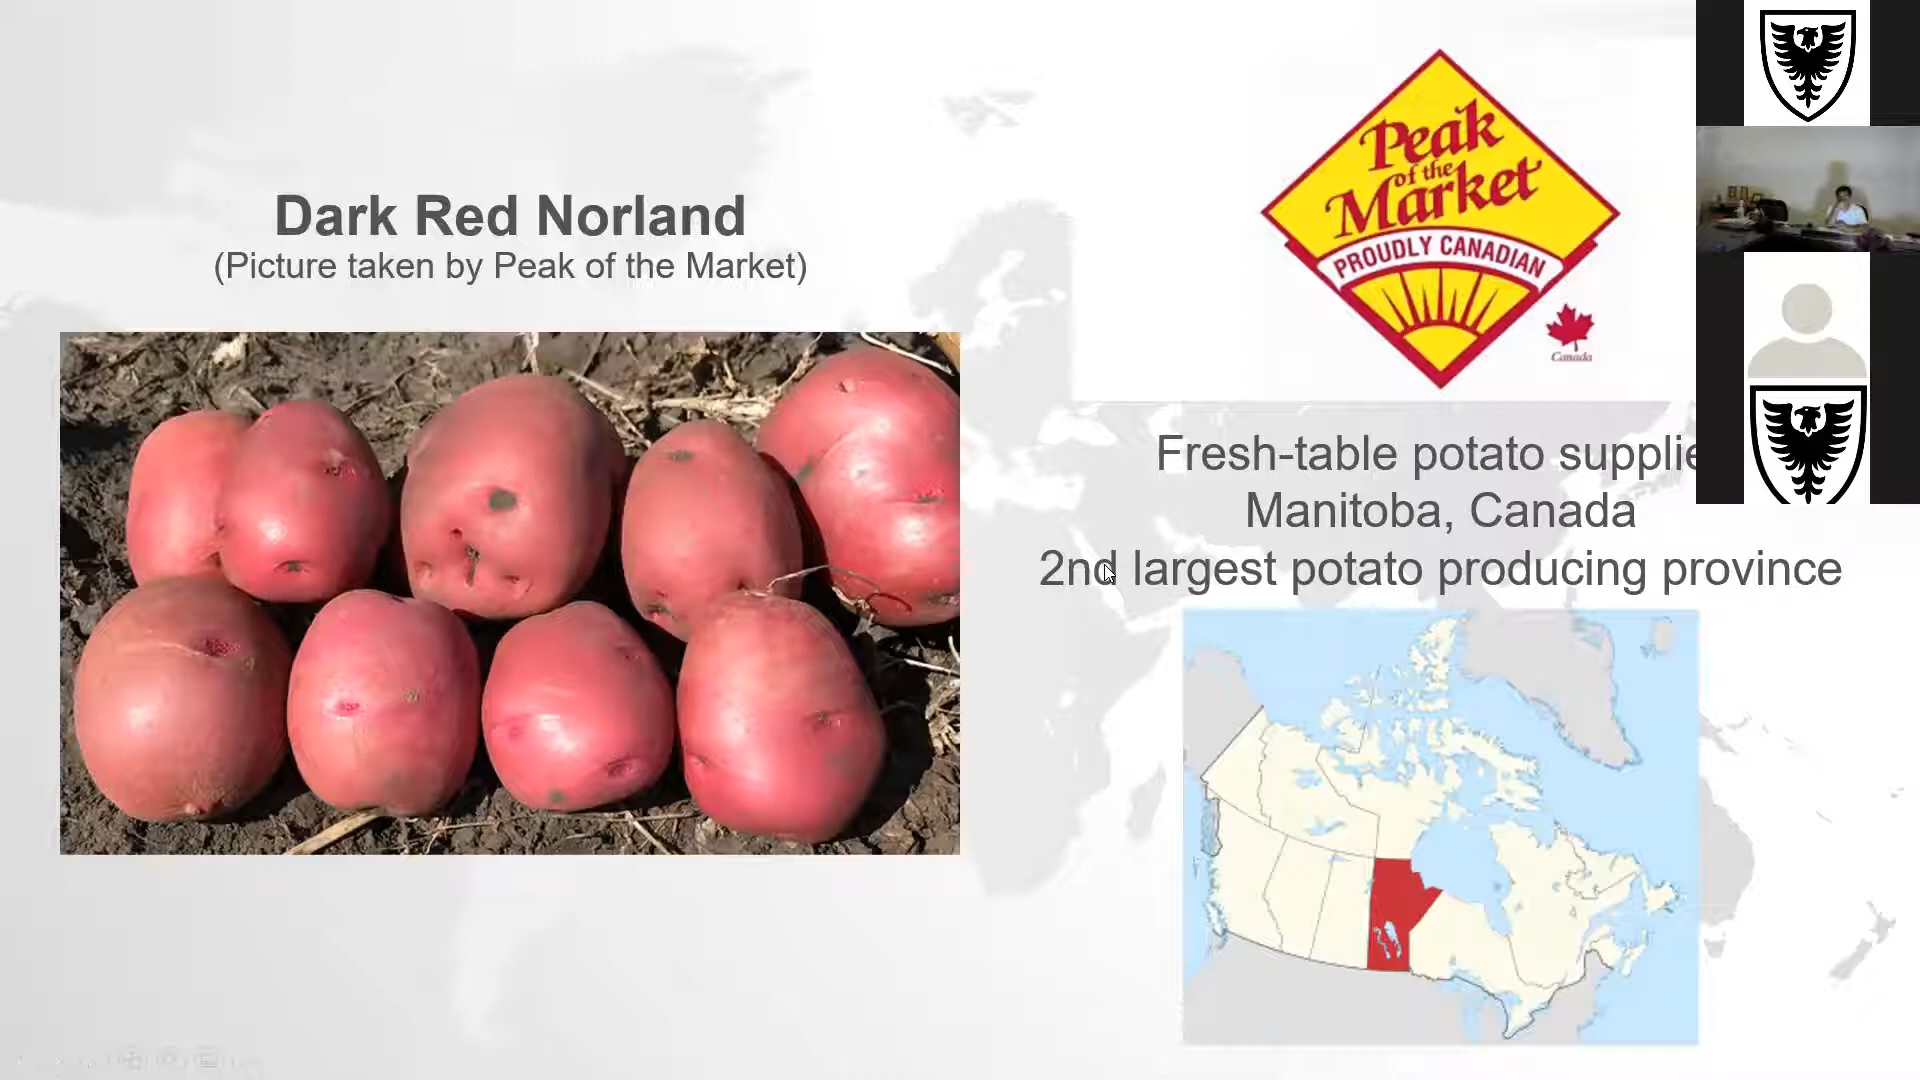 Dark Red Norland
(Picture taken by Peak of the Market)
Peak
of the
Market
PROUDLY CANADIAN
Canada
Fresh-table potato supplie
Manitoba, Canada
2nd largest potato producing province